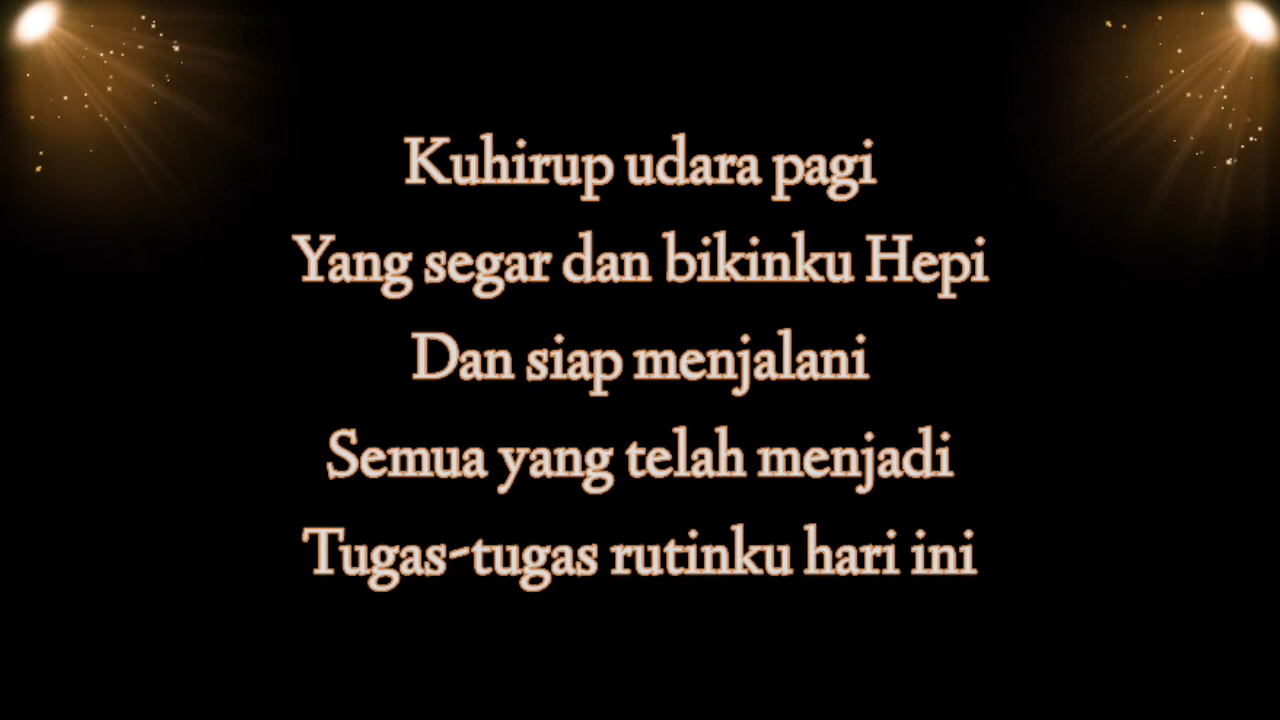 Kuhirup udara pagi
Yang segar dan bikinku Hepi
Dan siap menjalani
Semua yang telah menjadi
Tugas-tugas rutinku hari ini